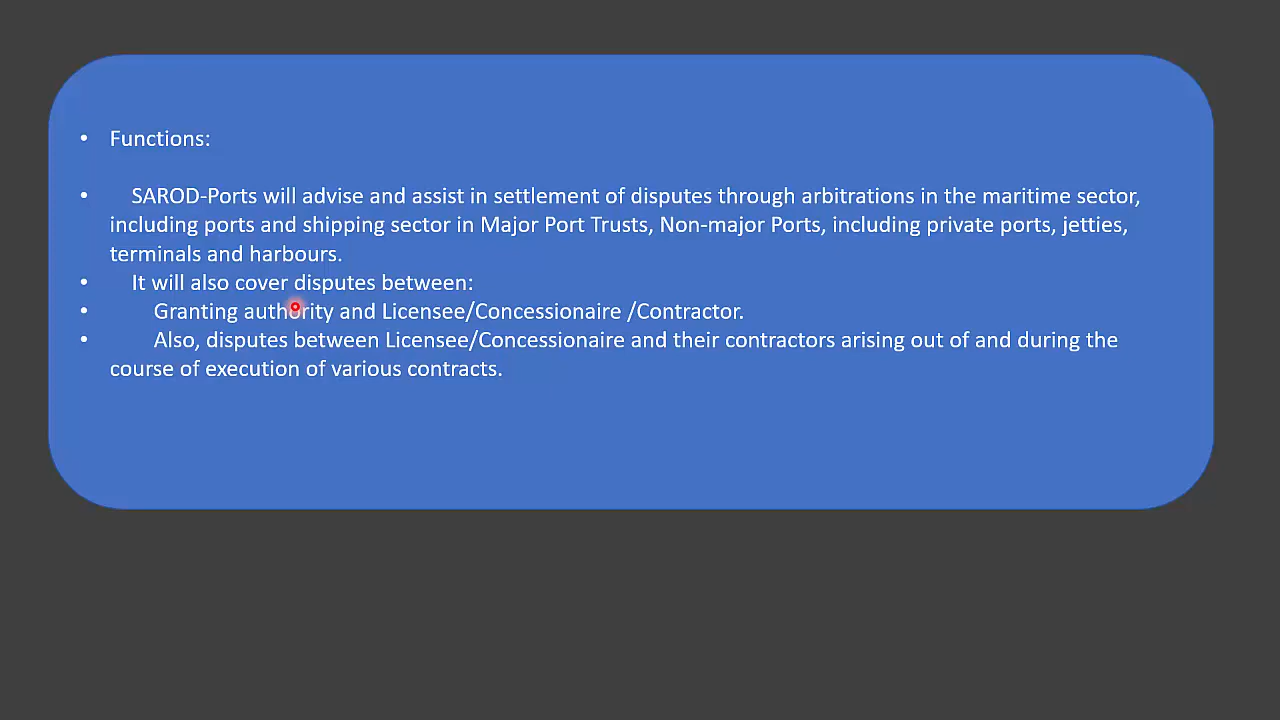 • Functions:
• SAROD-Ports will advise and assist in settlement of disputes through arbitrations in the maritime sector,
including ports and shipping sector in Major Port Trusts, Non-major Ports, including private ports, jetties,
terminals and harbours.
• It will also cover disputes between:
• Granting authority and Licensee/Concessionaire /Contractor.
• Also, disputes between Licensee/Concessionaire and their contractors arising out of and during the
course of execution of various contracts.